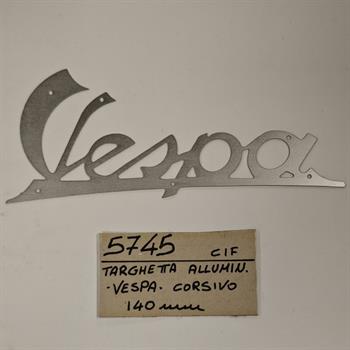 Vespa
5745 CIF
TARGHETTA ALLUMIN.
-VESPA- CORSIVO
140 mm